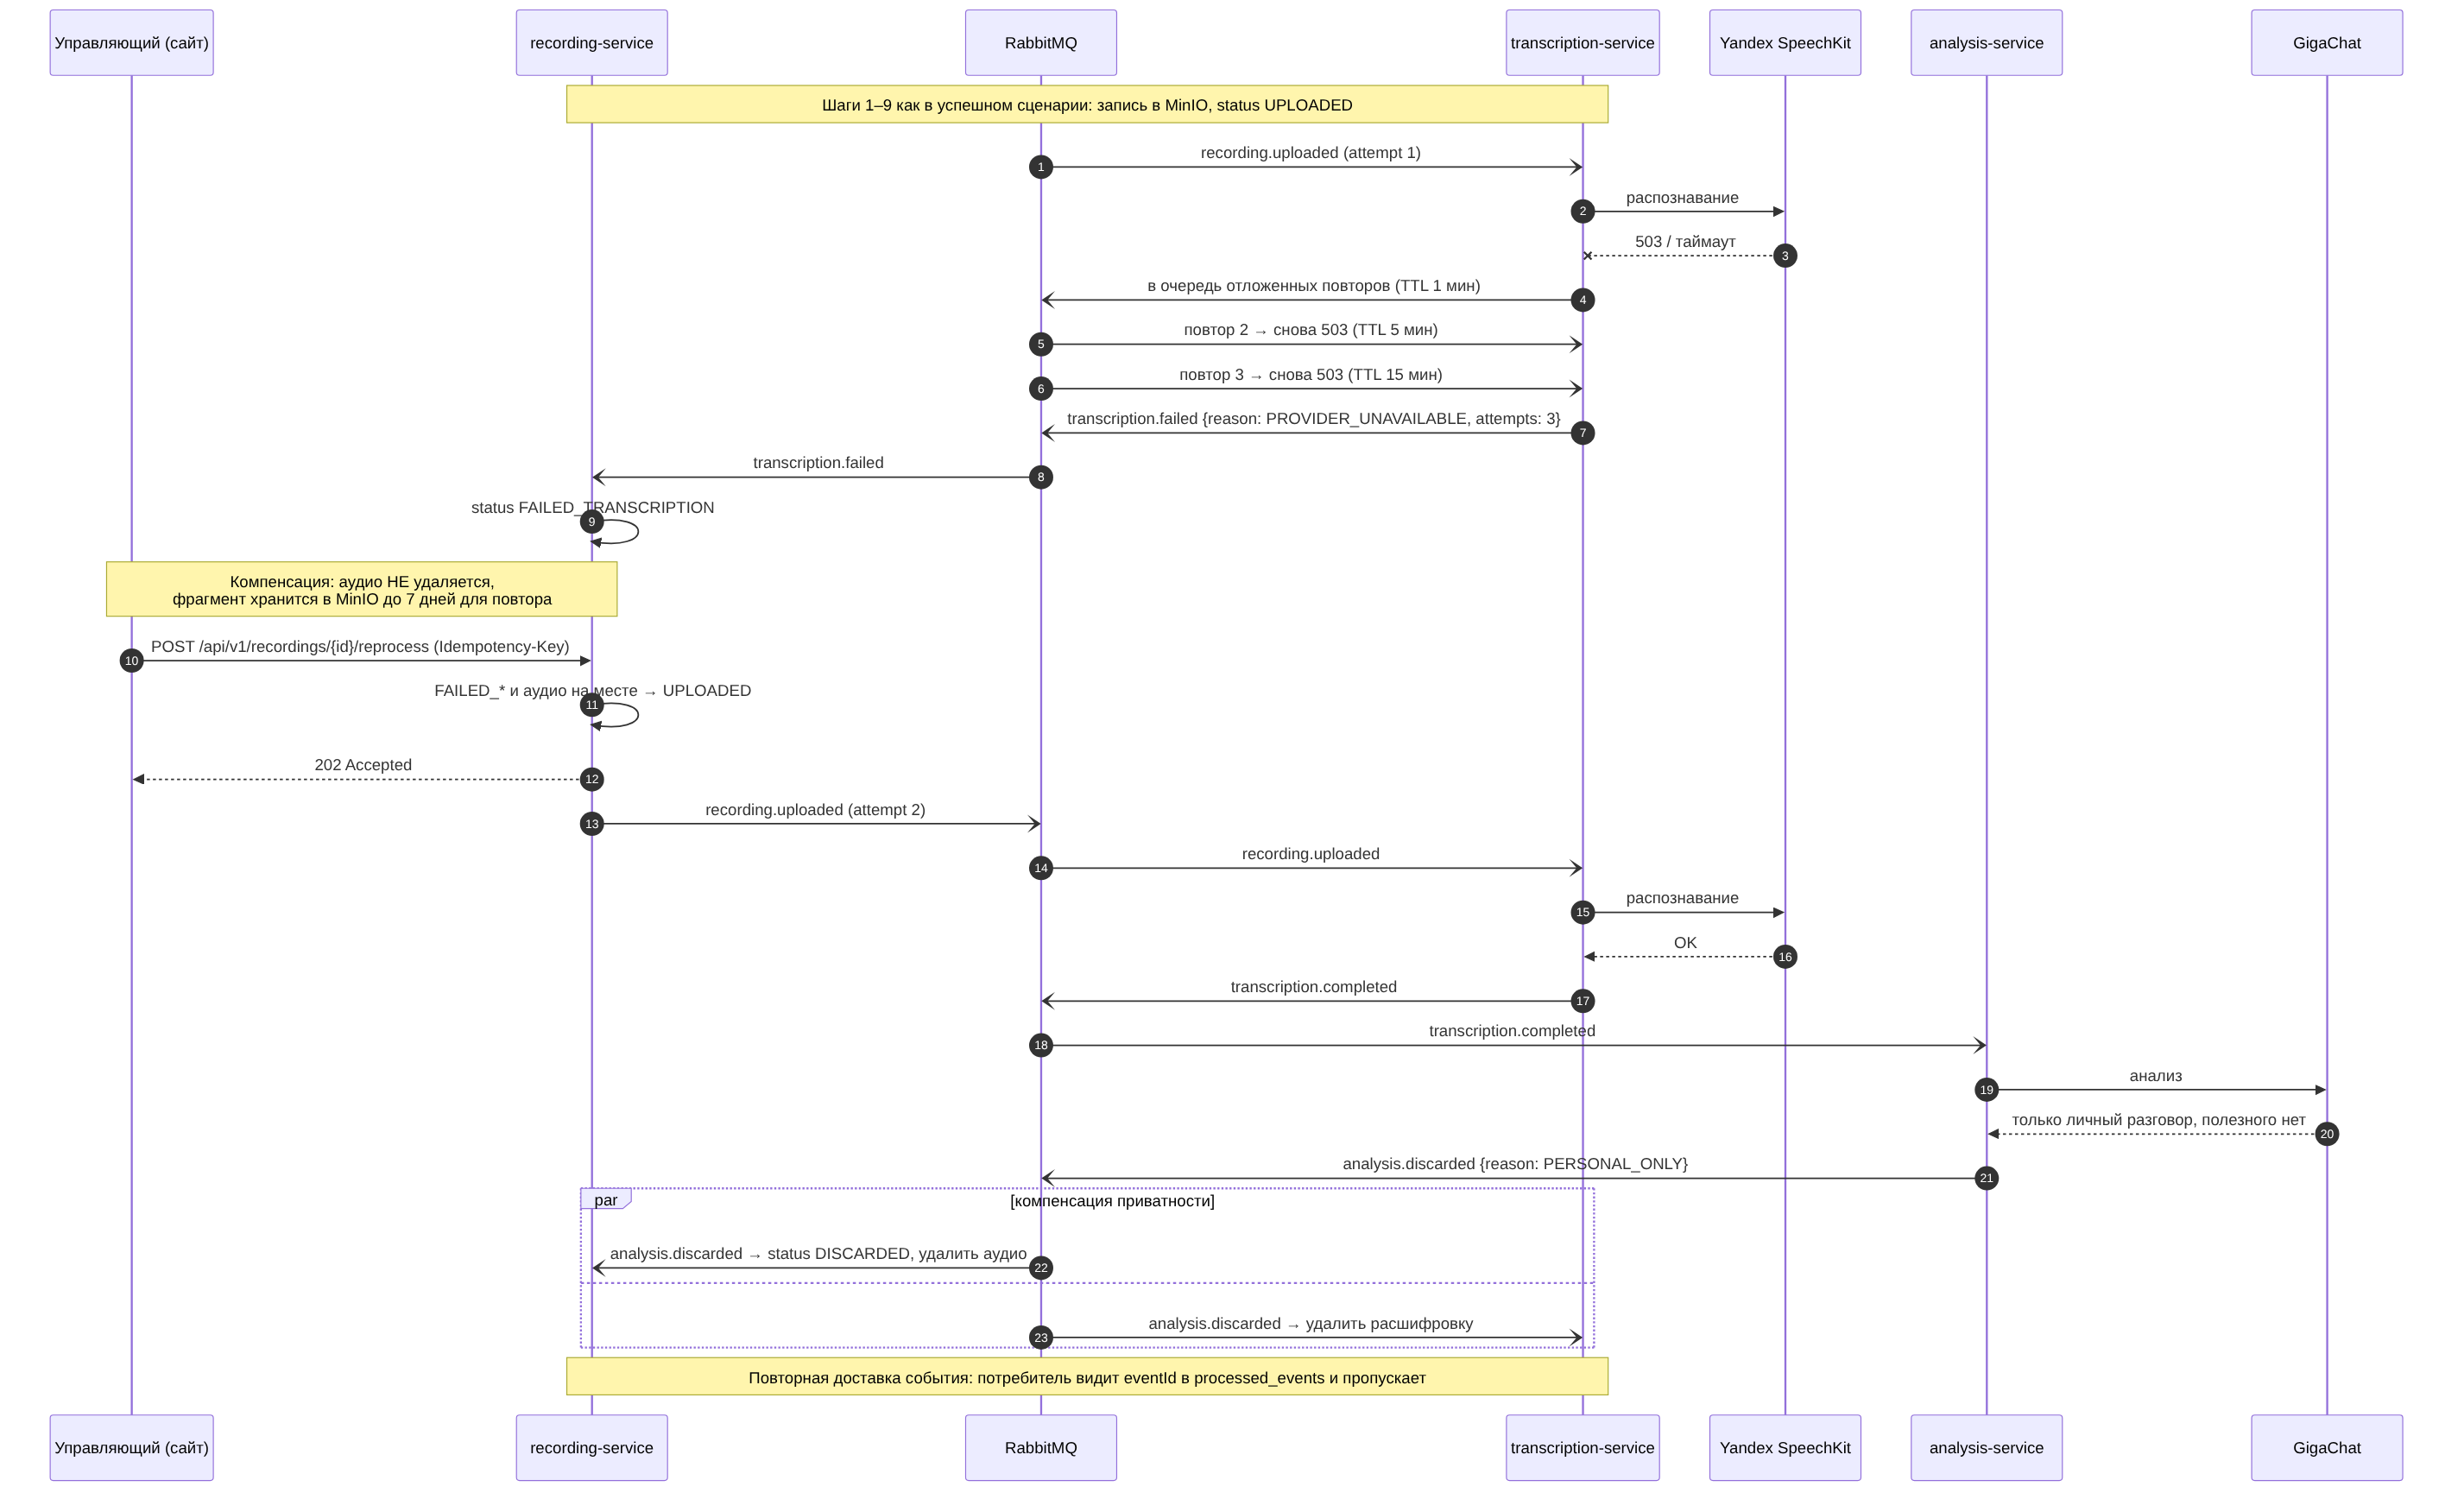 Управляющий (сайт)
recording-service
RabbitMQ
transcription-service
Yandex SpeechKit
analysis-service
GigaChat
Шаги 1–9 как в успешном сценарии: запись в MinIO, status UPLOADED
1
recording.uploaded (attempt 1)
2
распознавание
503 / таймаут
3
в очередь отложенных повторов (TTL 1 мин)
4
5
повтор 2 → снова 503 (TTL 5 мин)
6
повтор 3 → снова 503 (TTL 15 мин)
transcription.failed {reason: PROVIDER_UNAVAILABLE, attempts: 3}
7
transcription.failed
8
status FAILED_TRANSCRIPTION
9
Компенсация: аудио НЕ удаляется,
фрагмент хранится в MinIO до 7 дней для повтора
10
POST /api/v1/recordings/{id}/reprocess (Idempotency-Key)
FAILED_* и аудио на месте → UPLOADED
11
202 Accepted
12
13
recording.uploaded (attempt 2)
14
recording.uploaded
15
распознавание
OK
16
transcription.completed
17
18
transcription.completed
19
анализ
только личный разговор, полезного нет
20
analysis.discarded {reason: PERSONAL_ONLY}
21
par
[компенсация приватности]
analysis.discarded → status DISCARDED, удалить аудио
22
23
analysis.discarded → удалить расшифровку
Повторная доставка события: потребитель видит eventId в processed_events и пропускает
Управляющий (сайт)
recording-service
RabbitMQ
transcription-service
Yandex SpeechKit
analysis-service
GigaChat